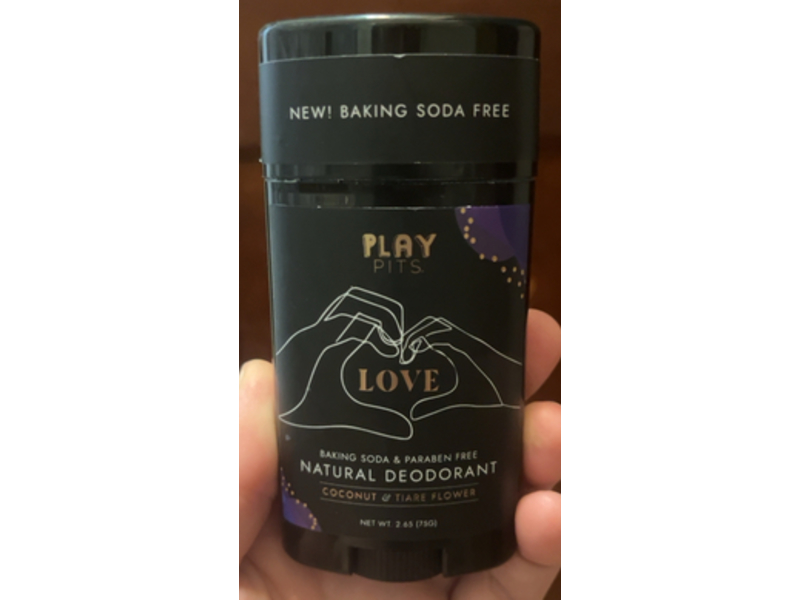 NEW! BAKING SODA FREE
PLAY
PITS
LOVE
BAKING SODA & PARABEN FREE
NATURAL DEODORANT
COCONUT & TIARE FLOWER
NET WT. 2.65 (75G)